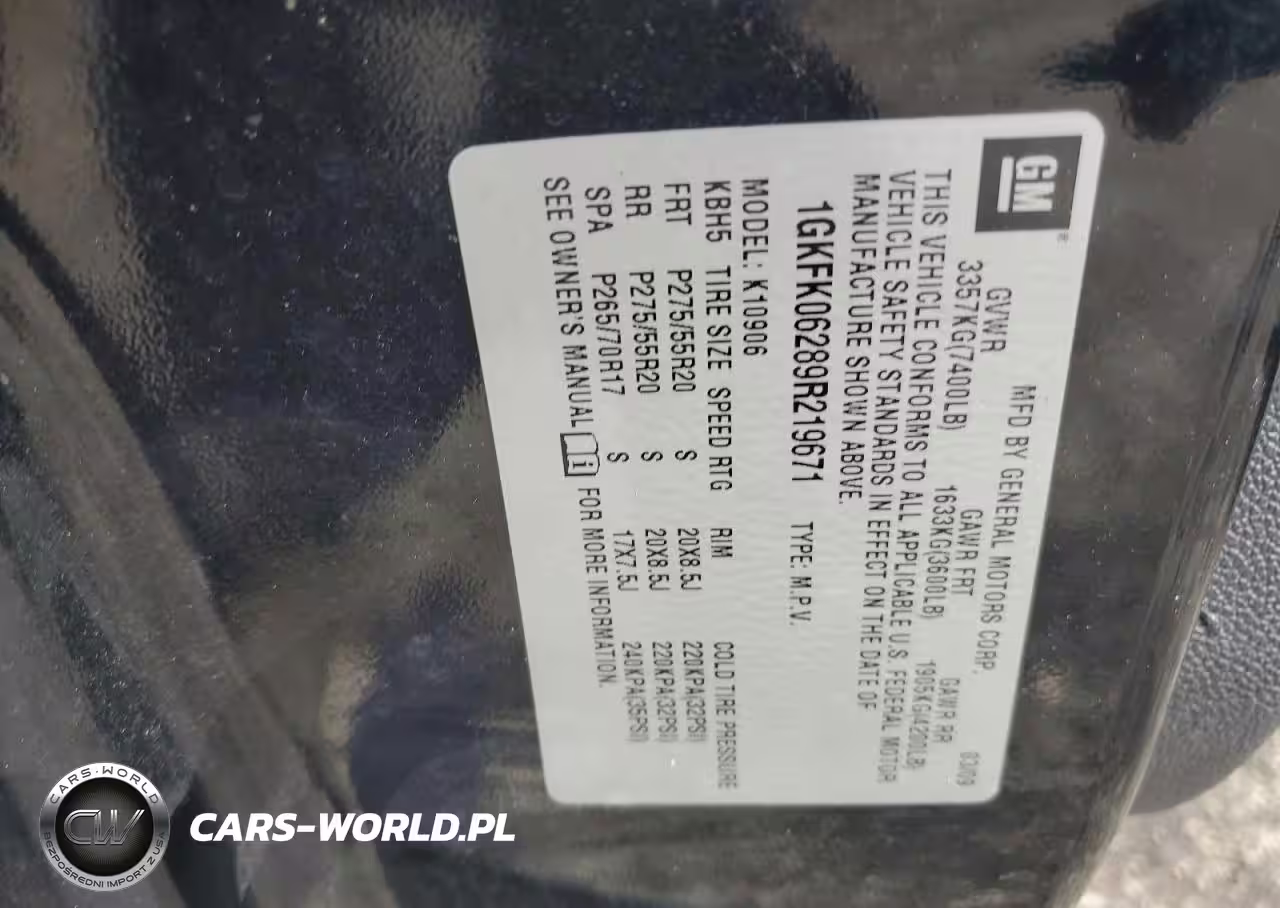 GM®
MFD BY GENERAL MOTORS CORP. 03/09
GVWR GAWR FRT GAWR RR
3357KG(7400LB) 1633KG(3600LB) 1905KG(4200LB)
THIS VEHICLE CONFORMS TO ALL APPLICABLE U.S. FEDERAL MOTOR
VEHICLE SAFETY STANDARDS IN EFFECT ON THE DATE OF
MANUFACTURE SHOWN ABOVE.
1GKFK06289R219671 TYPE: M.P.V.
MODEL: K10906
KBH5 TIRE SIZE SPEED RTG RIM COLD TIRE PRESSURE
FRT P275/55R20 S 20X8.5J 220KPA(32PSI)
RR P275/55R20 S 20X8.5J 220KPA(32PSI)
SPA P265/70R17 S 17X7.5J 240KPA(35PSI)
SEE OWNER'S MANUAL i FOR MORE INFORMATION.
CARS-WORLD
CW
BEZPOŚREDNI IMPORT Z USA
CARS-WORLD.PL